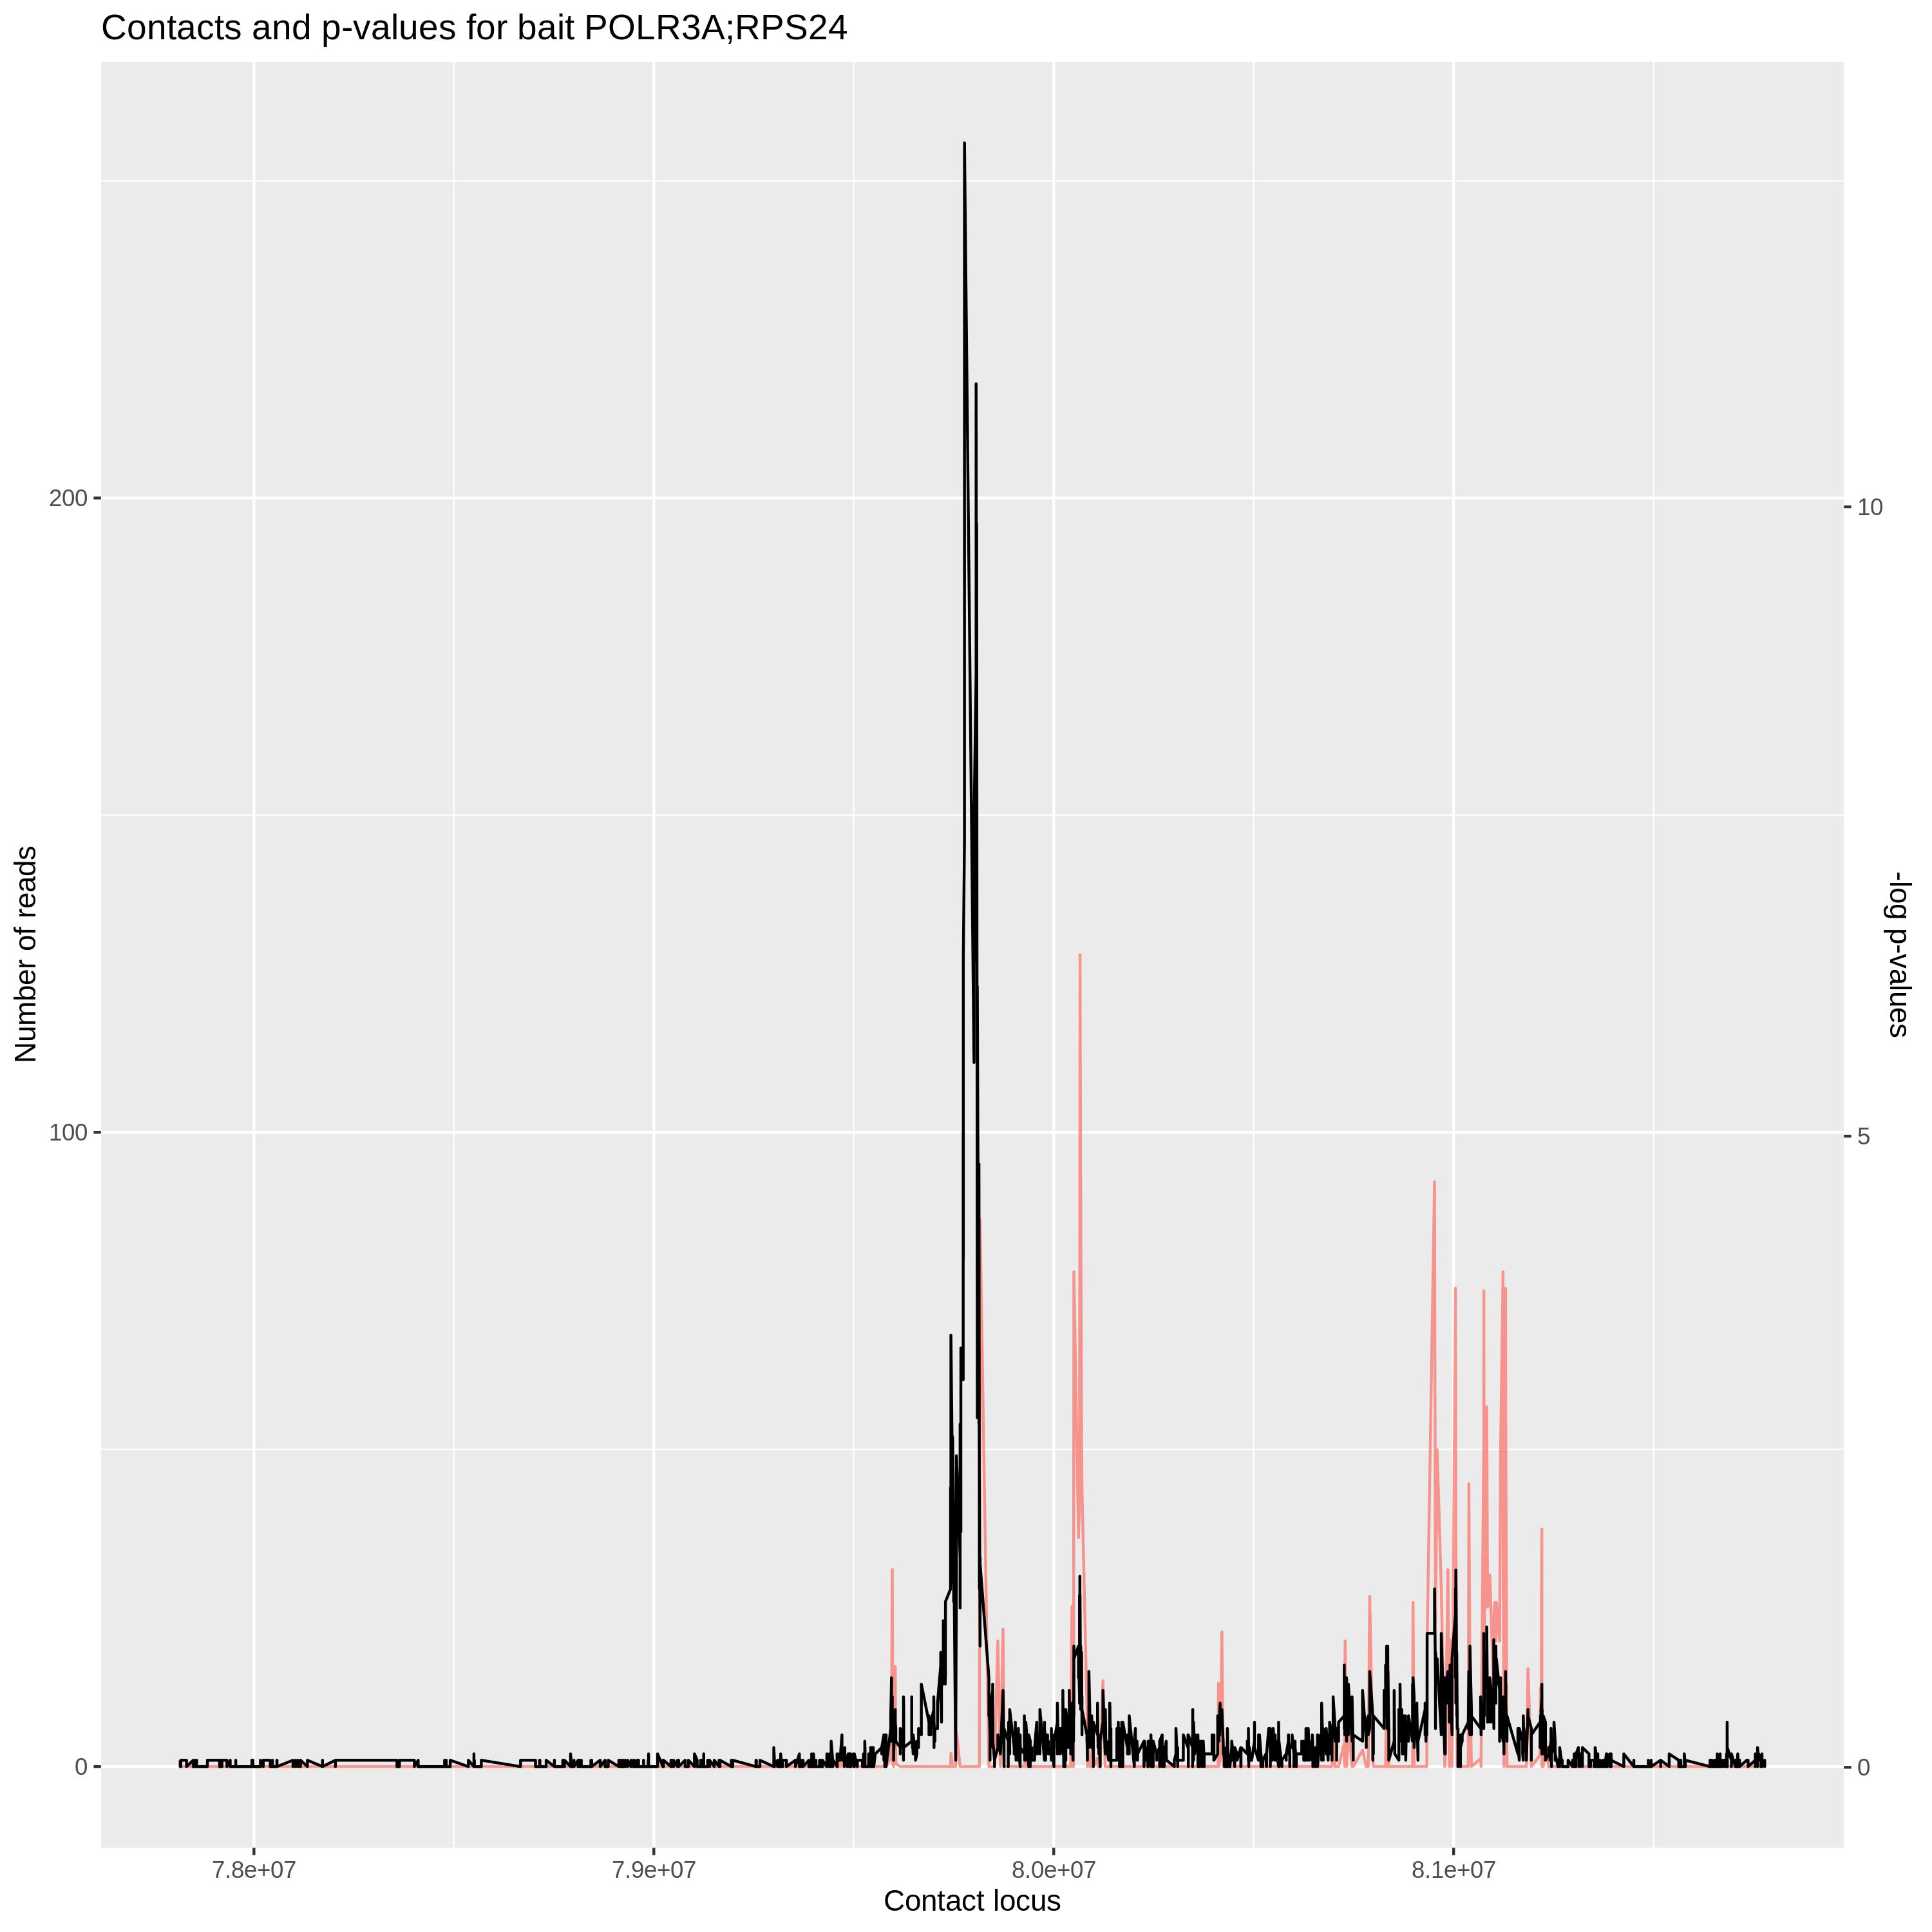 Contacts and p-values for bait POLR3A;RPS24
Number of reads
200
100
0
10
5
0
-log p-values
7.8e+07 7.9e+07 8.0e+07 8.1e+07
Contact locus